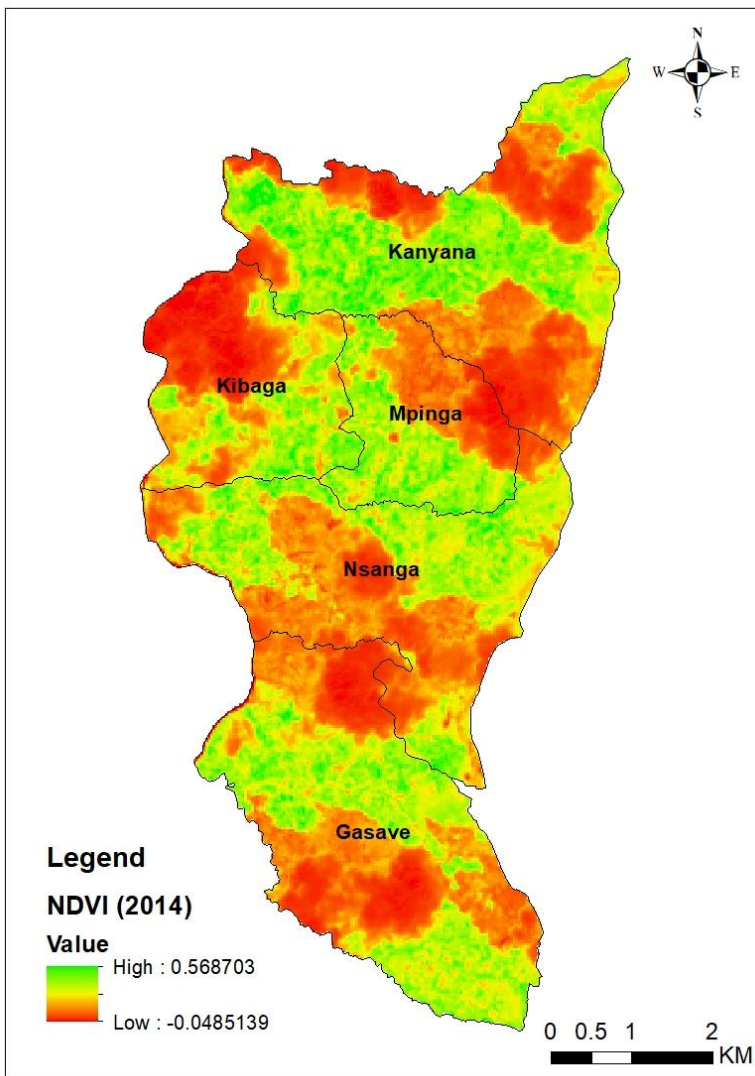 N
W E
S
Kanyana
Kibaga
Mpinga
Nsanga
Gasave
Legend
NDVI (2014)
Value
High : 0.568703
Low : -0.0485139
0 0.5 1 2
KM